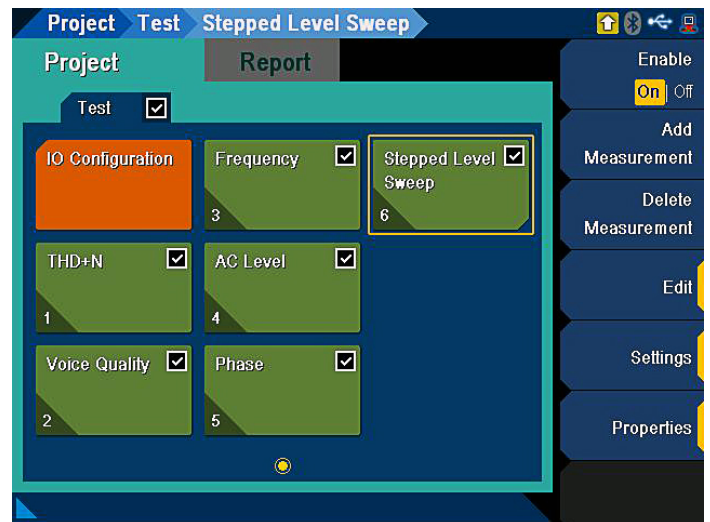 Project Test Stepped Level Sweep
Project Report
Test
IO Configuration
Frequency
3
Stepped Level
Sweep
6
THD+N
1
AC Level
4
Voice Quality
2
Phase
5
Enable
On | Off
Add
Measurement
Delete
Measurement
Edit
Settings
Properties